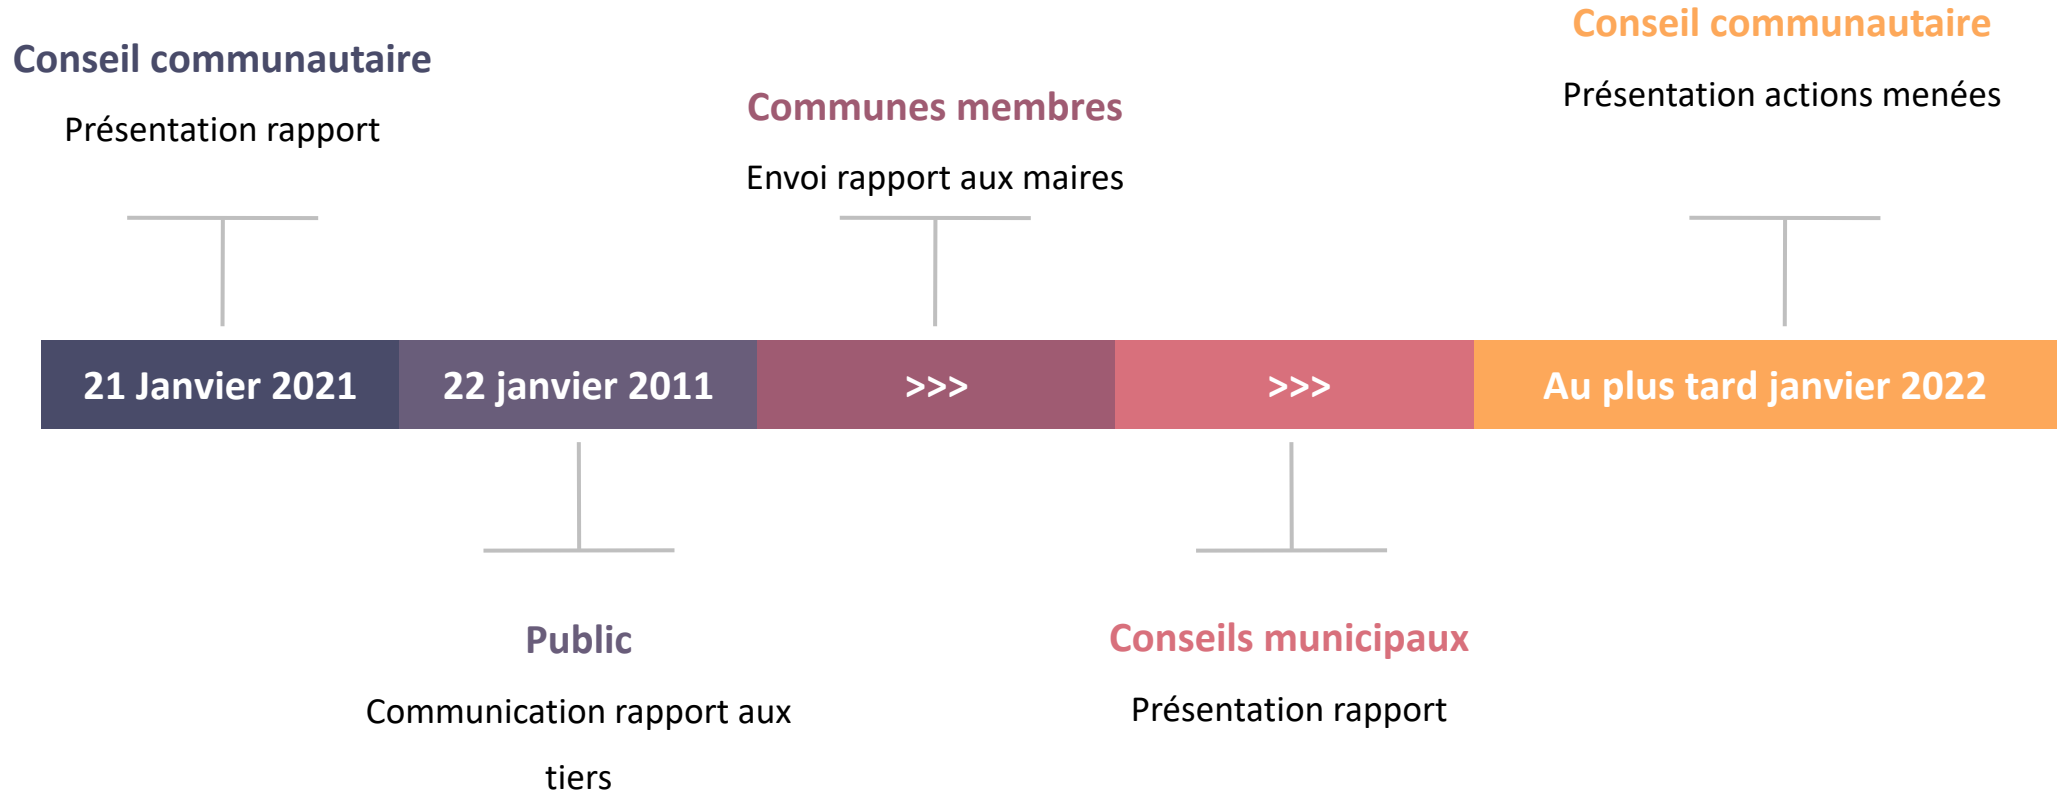 Conseil communautaire
Présentation rapport
Communes membres
Envoi rapport aux maires
Conseil communautaire
Présentation actions menées
21 Janvier 2021
22 janvier 2011
>>>
>>>
Au plus tard janvier 2022
Public
Communication rapport aux
tiers
Conseils municipaux
Présentation rapport